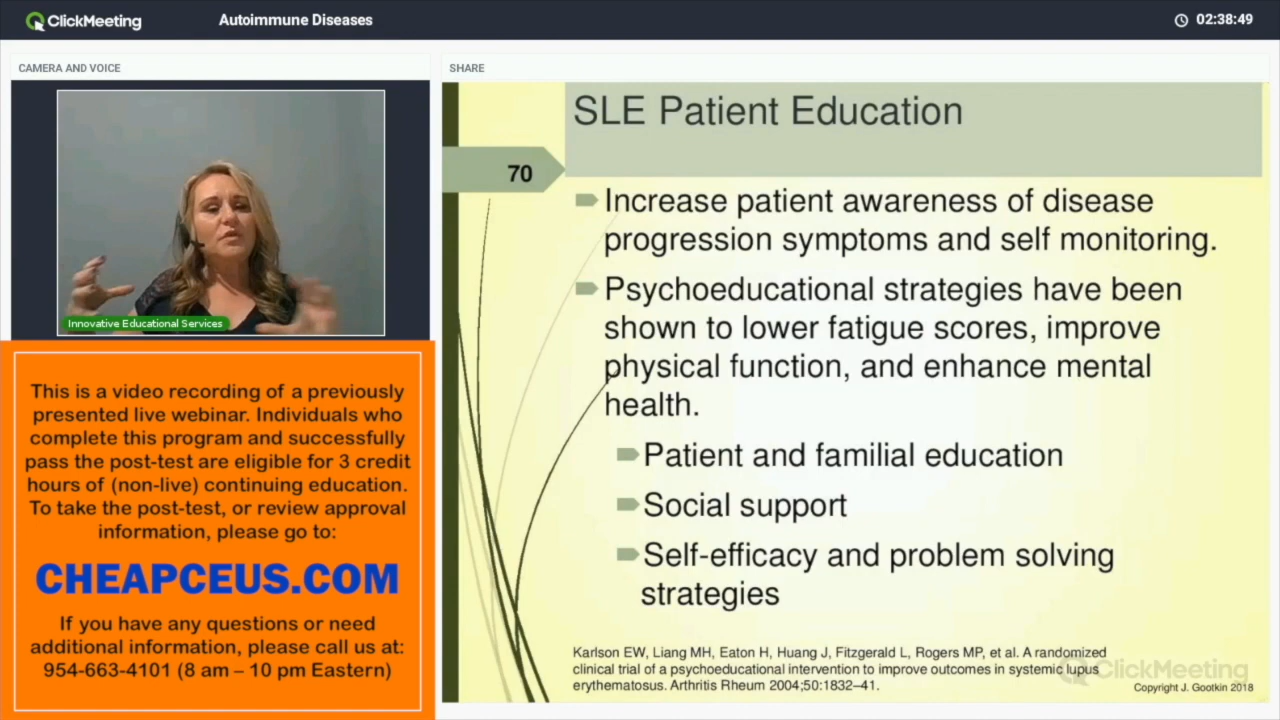 ClickMeeting
Autoimmune Diseases
02:38:49
CAMERA AND VOICE
SHARE
Innovative Educational Services
This is a video recording of a previously
presented live webinar. Individuals who
complete this program and successfully
pass the post-test are eligible for 3 credit
hours of (non-live) continuing education.
To take the post-test, or review approval
information, please go to:
CHEAPCEUS.COM
If you have any questions or need
additional information, please call us at:
954-663-4101 (8 am – 10 pm Eastern)
SLE Patient Education
70
Increase patient awareness of disease
progression symptoms and self monitoring.
Psychoeducational strategies have been
shown to lower fatigue scores, improve
physical function, and enhance mental
health.
Patient and familial education
Social support
Self-efficacy and problem solving
strategies
Karlson EW, Liang MH, Eaton H, Huang J, Fitzgerald L, Rogers MP, et al. A randomized
clinical trial of a psychoeducational intervention to improve outcomes in systemic lupus
erythematosus. Arthritis Rheum 2004;50:1832–41.
ClickMeeting
Copyright J. Gootkin 2018